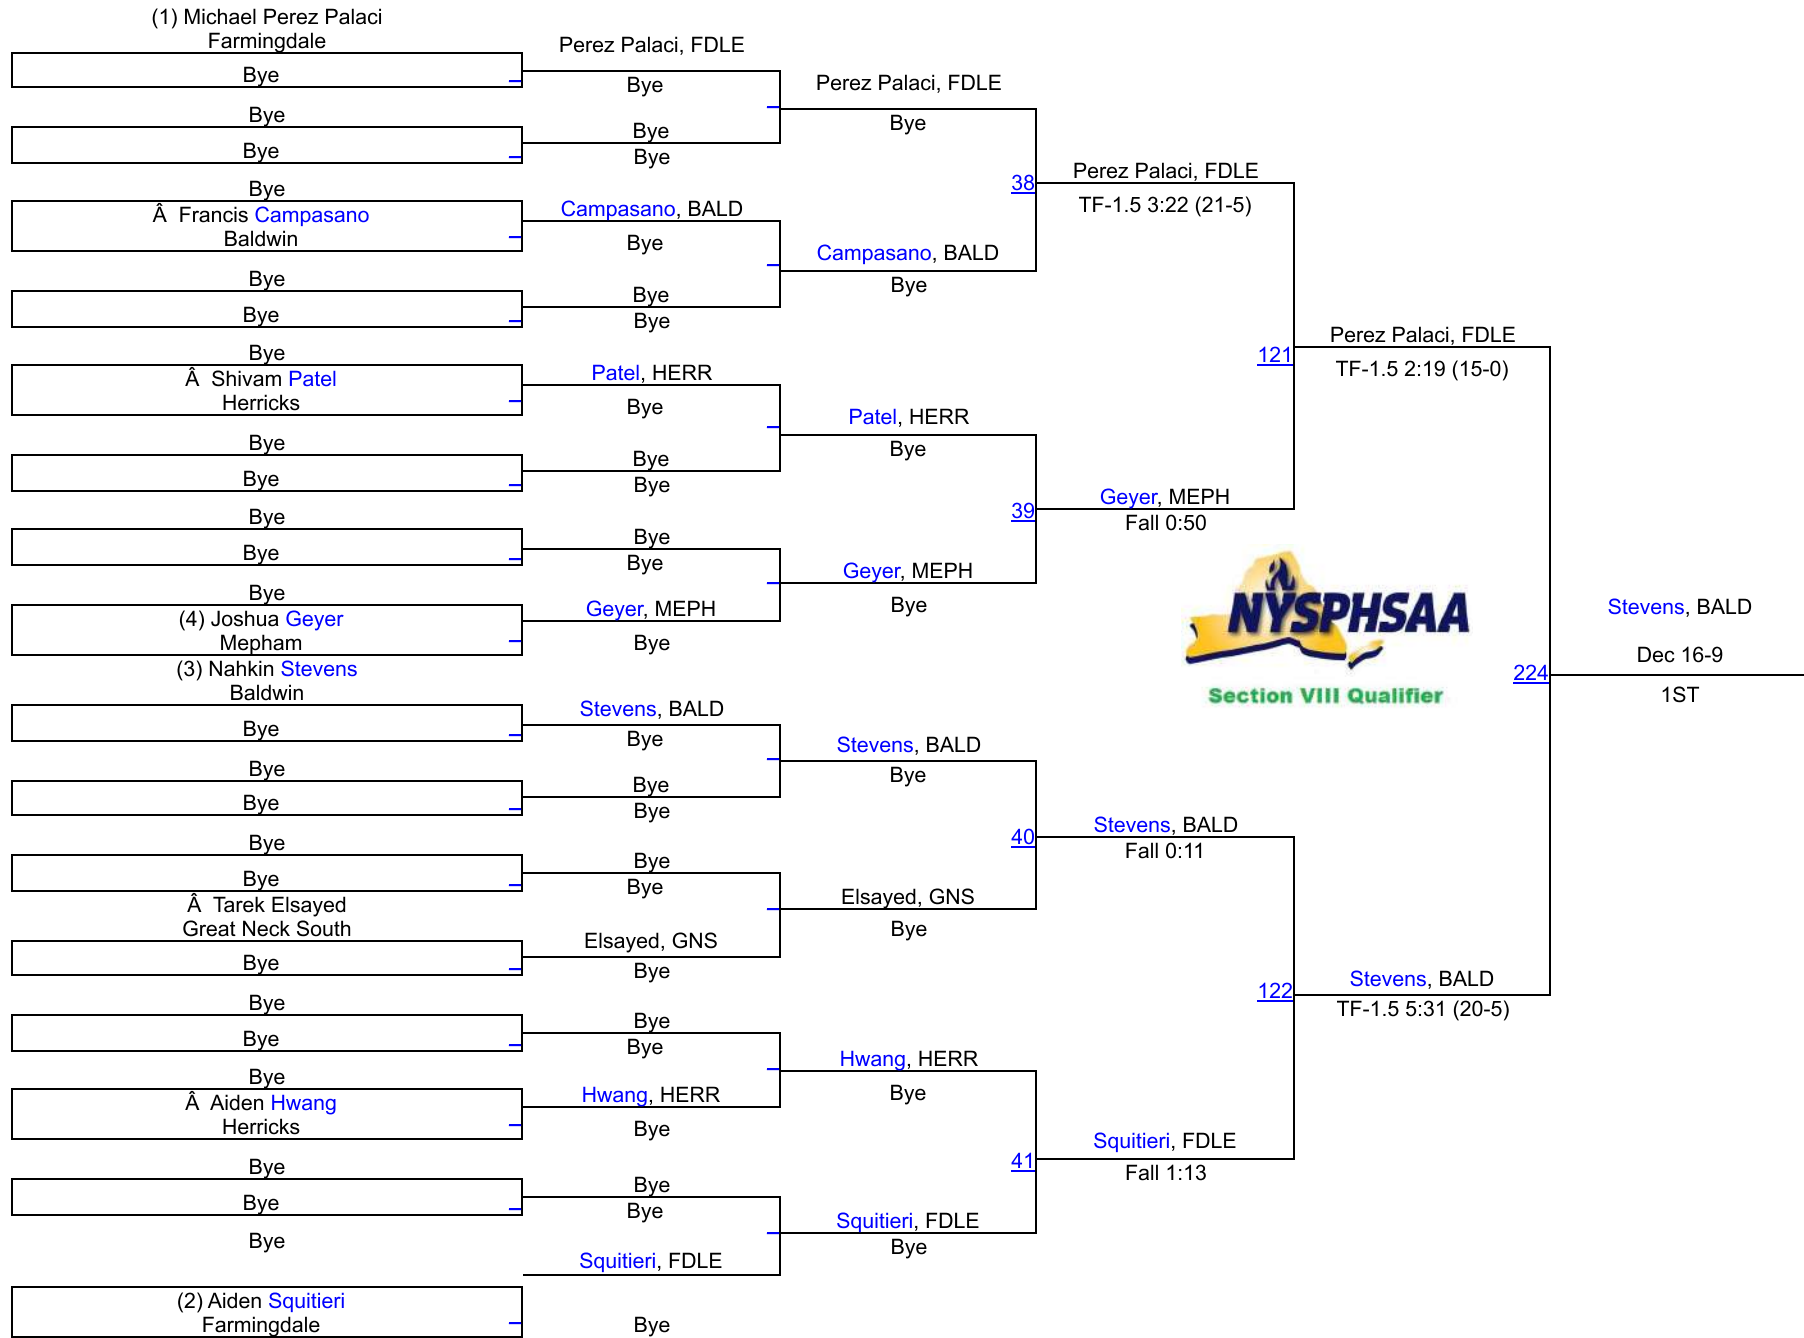 (1) Michael Perez Palaci
Farmingdale
Bye
Bye
Bye
Bye
Â  Francis Campasano
Baldwin
Bye
Bye
Bye
Â  Shivam Patel
Herricks
Bye
Bye
Bye
Bye
Bye
(4) Joshua Geyer
Mepham
(3) Nahkin Stevens
Baldwin
Bye
Bye
Bye
Bye
Bye
Â  Tarek Elsayed
Great Neck South
Bye
Bye
Bye
Bye
Â  Aiden Hwang
Herricks
Bye
Bye
Bye
(2) Aiden Squitieri
Farmingdale
Perez Palaci, FDLE
Bye
Bye
Bye
Campasano, BALD
Bye
Bye
Bye
Patel, HERR
Bye
Bye
Bye
Bye
Bye
Geyer, MEPH
Bye
Stevens, BALD
Bye
Bye
Bye
Bye
Bye
Elsayed, GNS
Bye
Bye
Bye
Hwang, HERR
Bye
Bye
Bye
Squitieri, FDLE
Bye
Perez Palaci, FDLE
Bye
38
Campasano, BALD
Bye
Patel, HERR
Bye
39
Geyer, MEPH
Bye
Stevens, BALD
Bye
40
Elsayed, GNS
Bye
Hwang, HERR
Bye
41
Squitieri, FDLE
Bye
Perez Palaci, FDLE
TF-1.5 3:22 (21-5)
121
Geyer, MEPH
Fall 0:50
NYSPHSAA
Section VIII Qualifier
Stevens, BALD
Fall 0:11
122
Squitieri, FDLE
Fall 1:13
Perez Palaci, FDLE
TF-1.5 2:19 (15-0)
224
Stevens, BALD
TF-1.5 5:31 (20-5)
Stevens, BALD
Dec 16-9
1ST